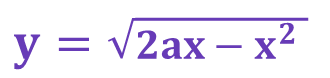 y = √2ax − x²